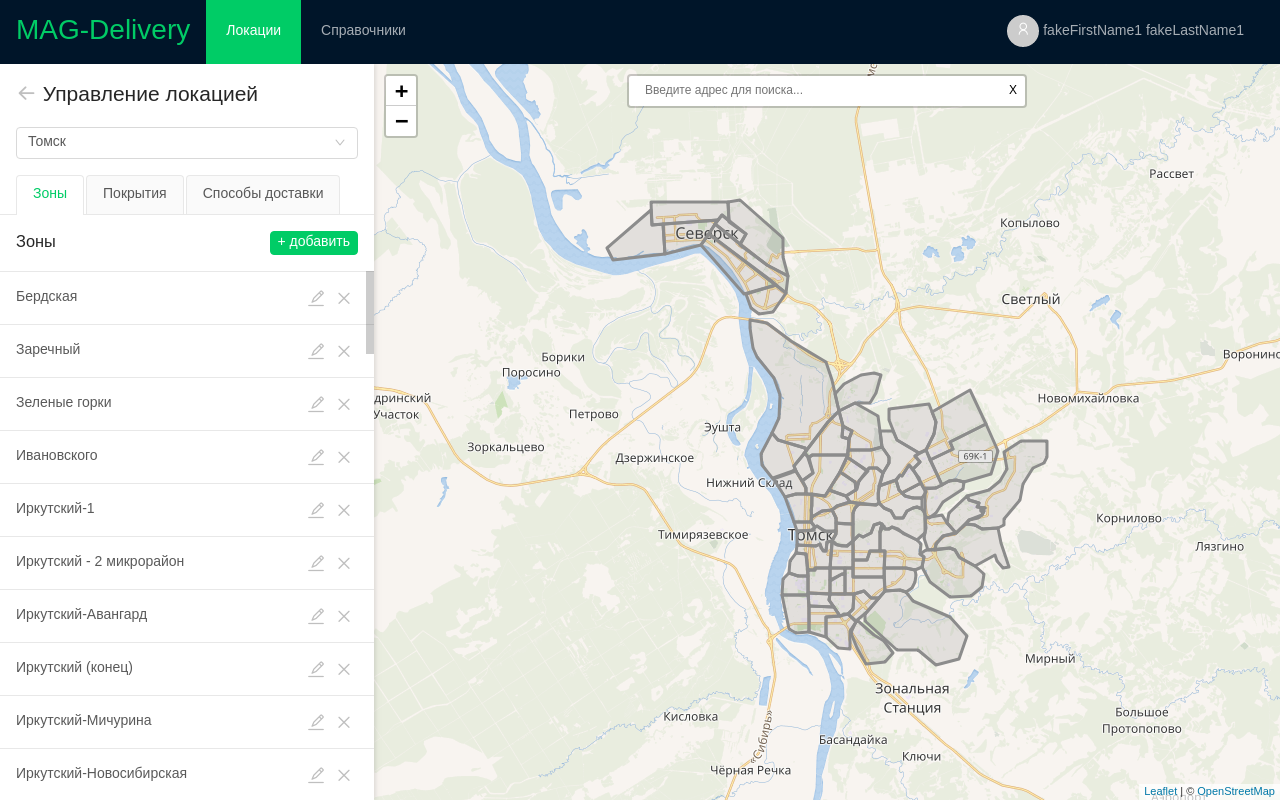 MAG-Delivery
Локации
Справочники
fakeFirstName1 fakeLastName1
Управление локацией
Томск
Зоны
Покрытия
Способы доставки
Зоны
+ добавить
Бердская
Заречный
Зеленые горки
Ивановского
Иркутский-1
Иркутский - 2 микрорайон
Иркутский-Авангард
Иркутский (конец)
Иркутский-Мичурина
Иркутский-Новосибирская
+
−
Введите адрес для поиска...
X
Рассвет
Копылово
Северск
Светлый
Борики
Поросино
Воронинс
дринский
Участок
Петрово
Новомихайловка
Эушта
Зоркальцево
Дзержинское
69К-1
Нижний Склад
Корнилово
Тимирязевское
Томск
Лязгино
Мирный
Зональная
Станция
Кисловка
Большое
Протопопово
«Сибирь»
Басандайка
Ключи
Чёрная Речка
Leaflet | © OpenStreetMap